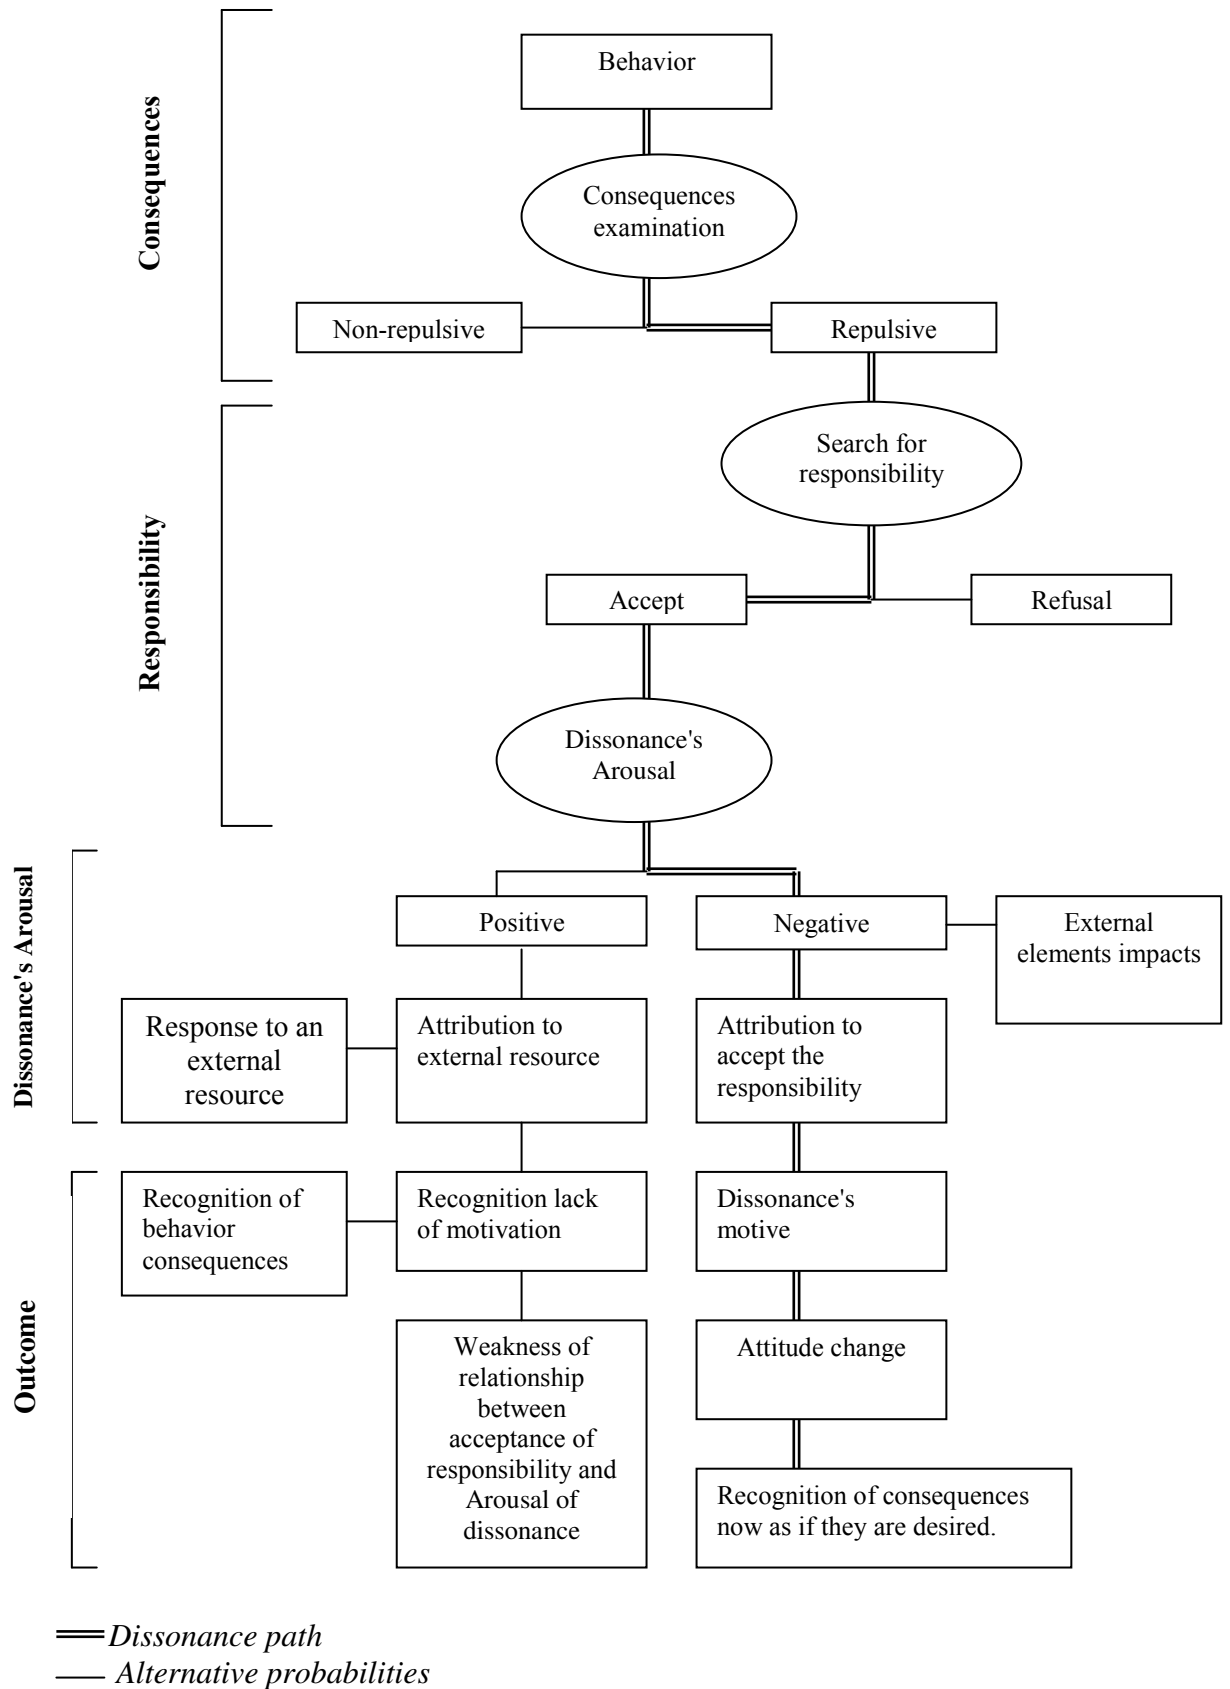 Consequences
Behavior
Consequences
examination
Non-repulsive
Repulsive
Responsibility
Search for
responsibility
Accept
Refusal
Dissonance's
Arousal
Dissonance's Arousal
Positive
Negative
External
elements impacts
Response to an
external
resource
Attribution to
external resource
Attribution to
accept the
responsibility
Outcome
Recognition of
behavior
consequences
Recognition lack
of motivation
Dissonance's
motive
Weakness of
relationship
between
acceptance of
responsibility and
Arousal of
dissonance
Attitude change
Recognition of consequences
now as if they are desired.
Dissonance path
Alternative probabilities